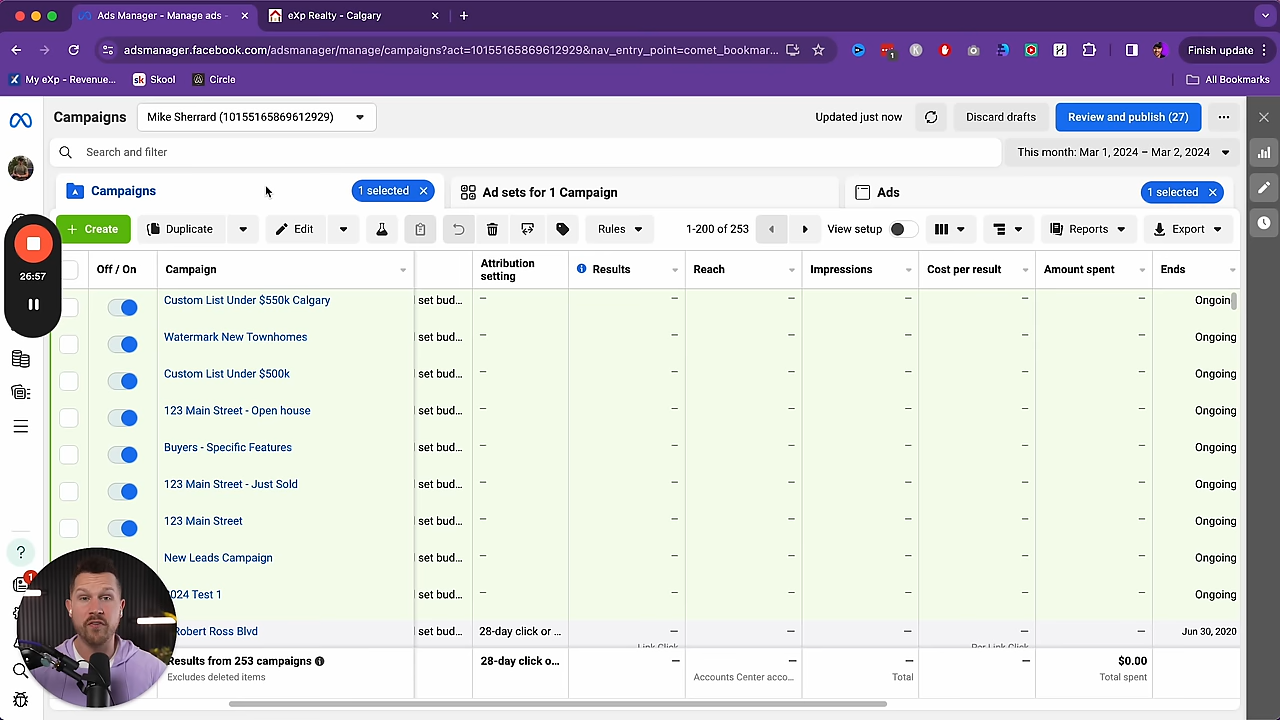 Ads Manager - Manage ads -
eXp Realty - Calgary
adsmanager.facebook.com/adsmanager/manage/campaigns?act=10155165869612929&nav_entry_point=comet_bookmar...
1
Finish update
My eXp - Revenue...
sk Skool
Circle
All Bookmarks
Campaigns
Mike Sherrard (10155165869612929)
Updated just now
Discard drafts
Review and publish (27)
Search and filter
This month: Mar 1, 2024 – Mar 2, 2024
Campaigns
1 selected
Ad sets for 1 Campaign
Ads
1 selected
+ Create
Duplicate
Edit
Rules
1-200 of 253
View setup
Reports
Export
26:57
Off / On
Campaign
Attribution
setting
Results
Reach
Impressions
Cost per result
Amount spent
Ends
Custom List Under $550k Calgary
set bud...
–
–
–
–
–
–
Ongoing
Watermark New Townhomes
set bud...
–
–
–
–
–
–
Ongoing
Custom List Under $500k
set bud...
–
–
–
–
–
–
Ongoing
123 Main Street - Open house
set bud...
–
–
–
–
–
–
Ongoing
Buyers - Specific Features
set bud...
–
–
–
–
–
–
Ongoing
123 Main Street - Just Sold
set bud...
–
–
–
–
–
–
Ongoing
123 Main Street
set bud...
–
–
–
–
–
–
Ongoing
New Leads Campaign
set bud...
–
–
–
–
–
–
Ongoing
2024 Test 1
set bud...
–
–
–
–
–
–
Ongoing
Robert Ross Blvd
set bud...
28-day click or ...
–
–
–
–
–
Jun 30, 2020
Link Click
Per Link Click
Results from 253 campaigns
28-day click o...
–
–
–
–
$0.00
Excludes deleted items
Accounts Center acco...
Total
Total spent
?
1